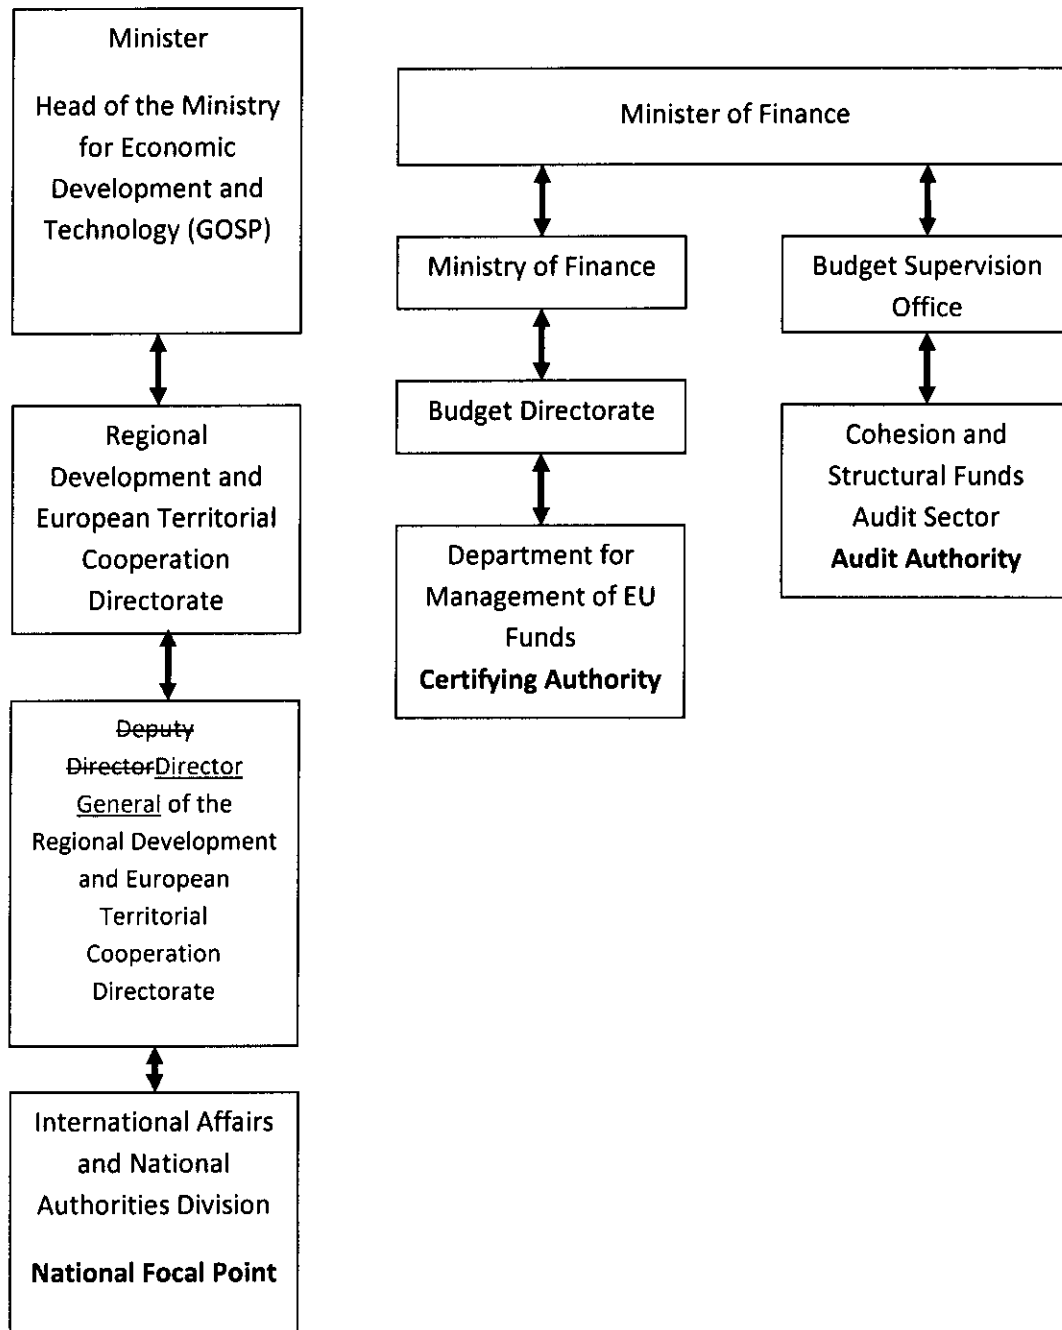 Minister
Head of the Ministry
for Economic
Development and
Technology (GOSP)
Regional
Development and
European Territorial
Cooperation
Directorate
Deputy
DirectorDirector
General of the
Regional Development
and European
Territorial
Cooperation
Directorate
International Affairs
and National
Authorities Division
National Focal Point
Minister of Finance
Ministry of Finance
Budget Directorate
Department for
Management of EU
Funds
Certifying Authority
Budget Supervision
Office
Cohesion and
Structural Funds
Audit Sector
Audit Authority